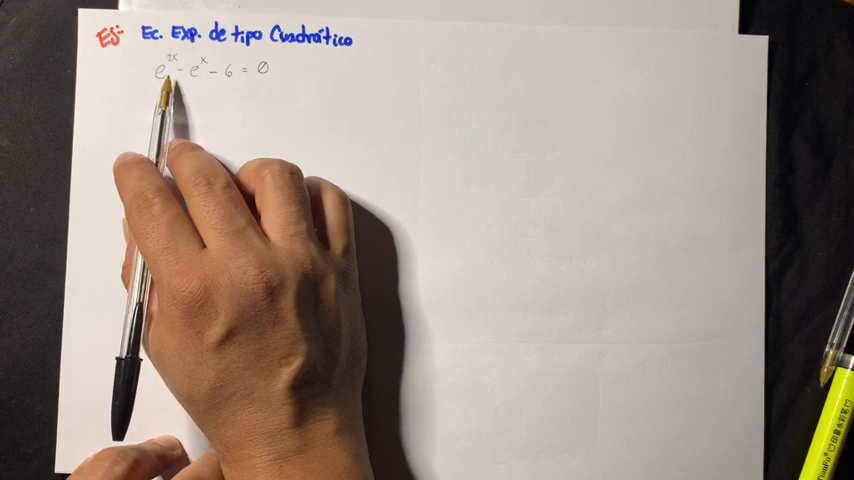 Ej:- Ec. Exp. de tipo Cuadrático
e^2x - e^x - 6 = 0